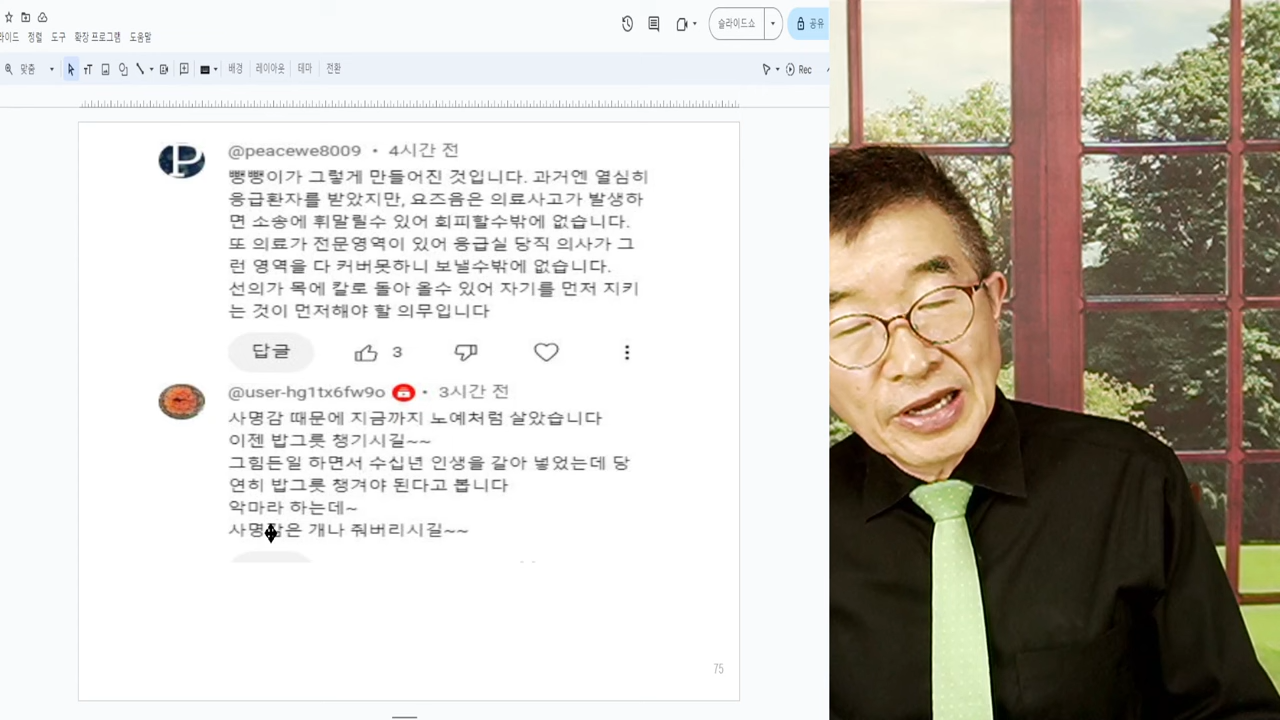 라이드 정렬 도구 확장 프로그램 도움말
슬라이드쇼
공유
맞춤
배경 레이아웃 테마 전환
Rec
@peacewe8009 · 4시간 전
뺑뺑이가 그렇게 만들어진 것입니다. 과거엔 열심히
응급환자를 받았지만, 요즈음은 의료사고가 발생하
면 소송에 휘말릴수 있어 회피할수밖에 없습니다.
또 의료가 전문영역이 있어 응급실 당직 의사가 그
런 영역을 다 커버못하니 보낼수밖에 없습니다.
선의가 목에 칼로 돌아 올수 있어 자기를 먼저 지키
는 것이 먼저해야 할 의무입니다
답글
3
@user-hg1tx6fw9o · 3시간 전
사명감 때문에 지금까지 노예처럼 살았습니다
이젠 밥그릇 챙기시길~~
그힘든일 하면서 수십년 인생을 갈아 넣었는데 당
연히 밥그릇 챙겨야 된다고 봅니다
악마라 하는데~
사명감은 개나 줘버리시길~~
75